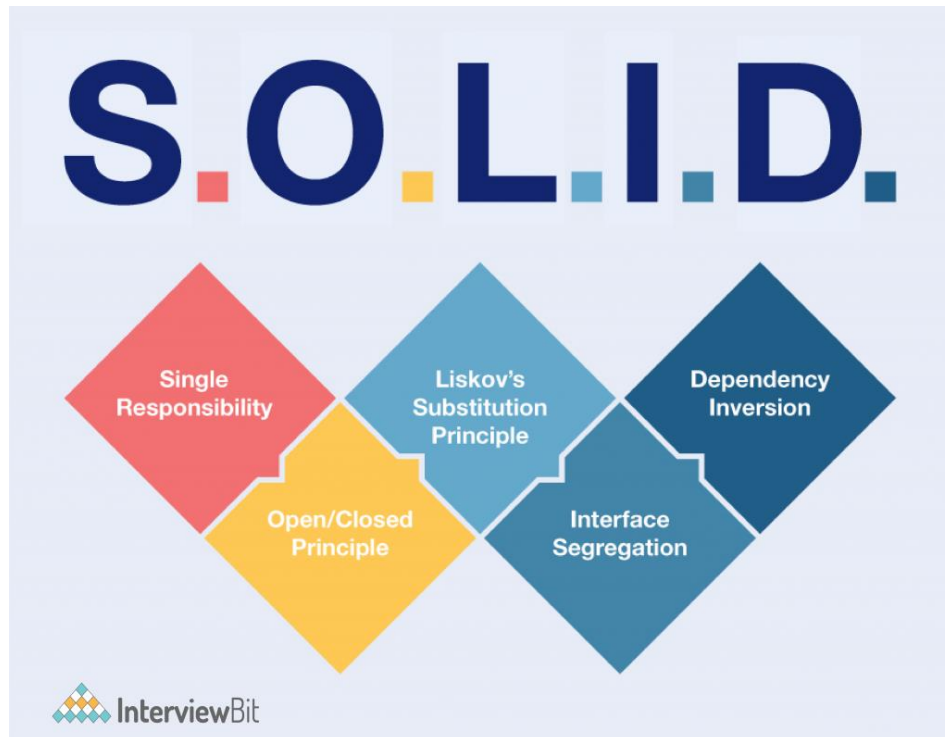 S.O.L.I.D.
Single
Responsibility
Open/Closed
Principle
Liskov's
Substitution
Principle
Interface
Segregation
Dependency
Inversion
InterviewBit